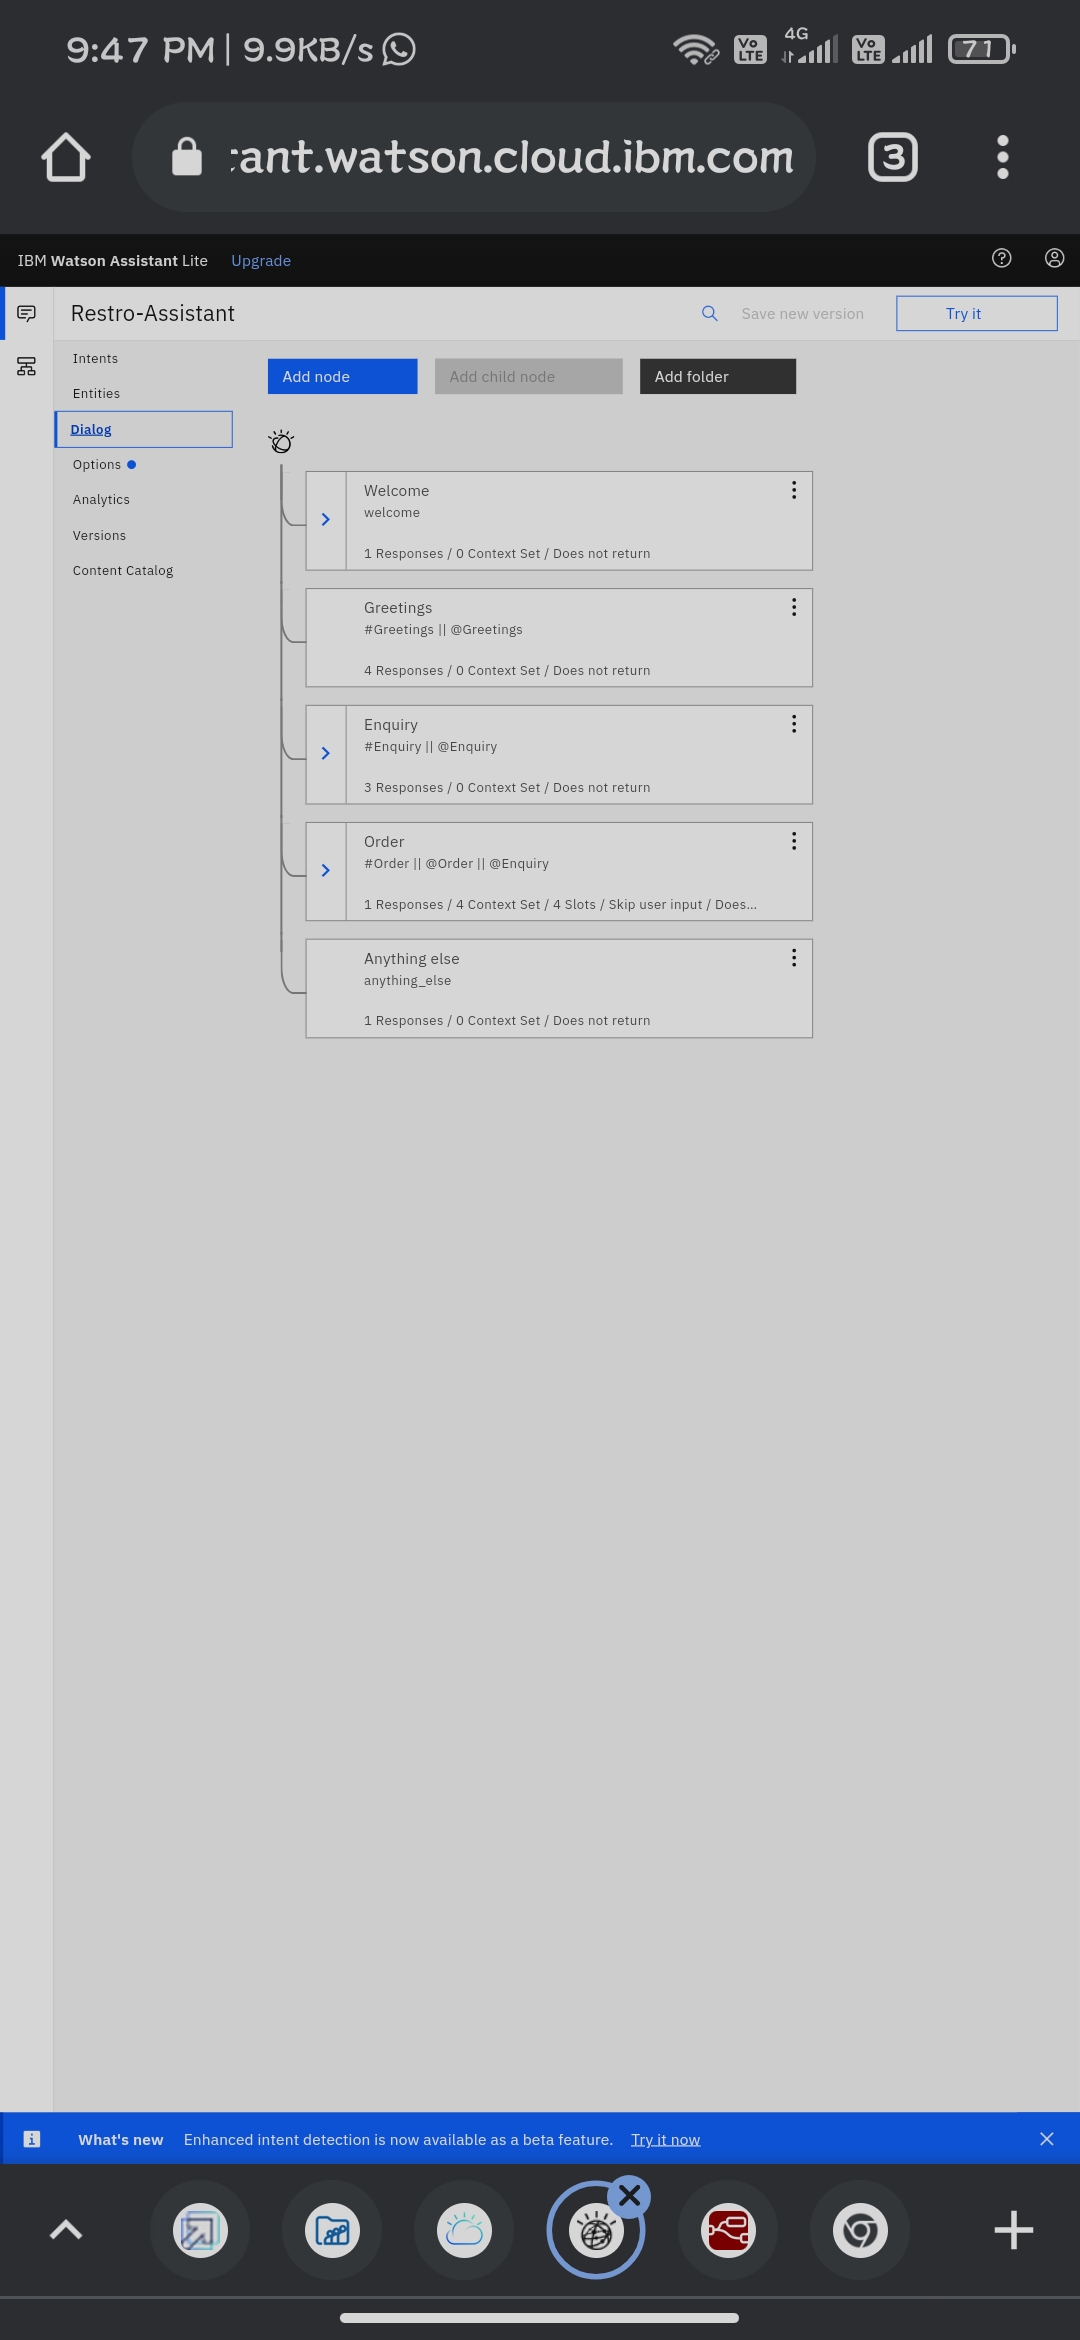 9:47 PM | 9.9KB/s
Vo LTE 4G Vo LTE 71
:ant.watson.cloud.ibm.com
3
IBM Watson Assistant Lite Upgrade
Restro-Assistant
Save new version
Try it
Intents
Entities
Dialog
Options
Analytics
Versions
Content Catalog
Add node
Add child node
Add folder
Welcome
welcome
1 Responses / 0 Context Set / Does not return
Greetings
#Greetings || @Greetings
4 Responses / 0 Context Set / Does not return
Enquiry
#Enquiry || @Enquiry
3 Responses / 0 Context Set / Does not return
Order
#Order || @Order || @Enquiry
1 Responses / 4 Context Set / 4 Slots / Skip user input / Does...
Anything else
anything_else
1 Responses / 0 Context Set / Does not return
What's new Enhanced intent detection is now available as a beta feature. Try it now